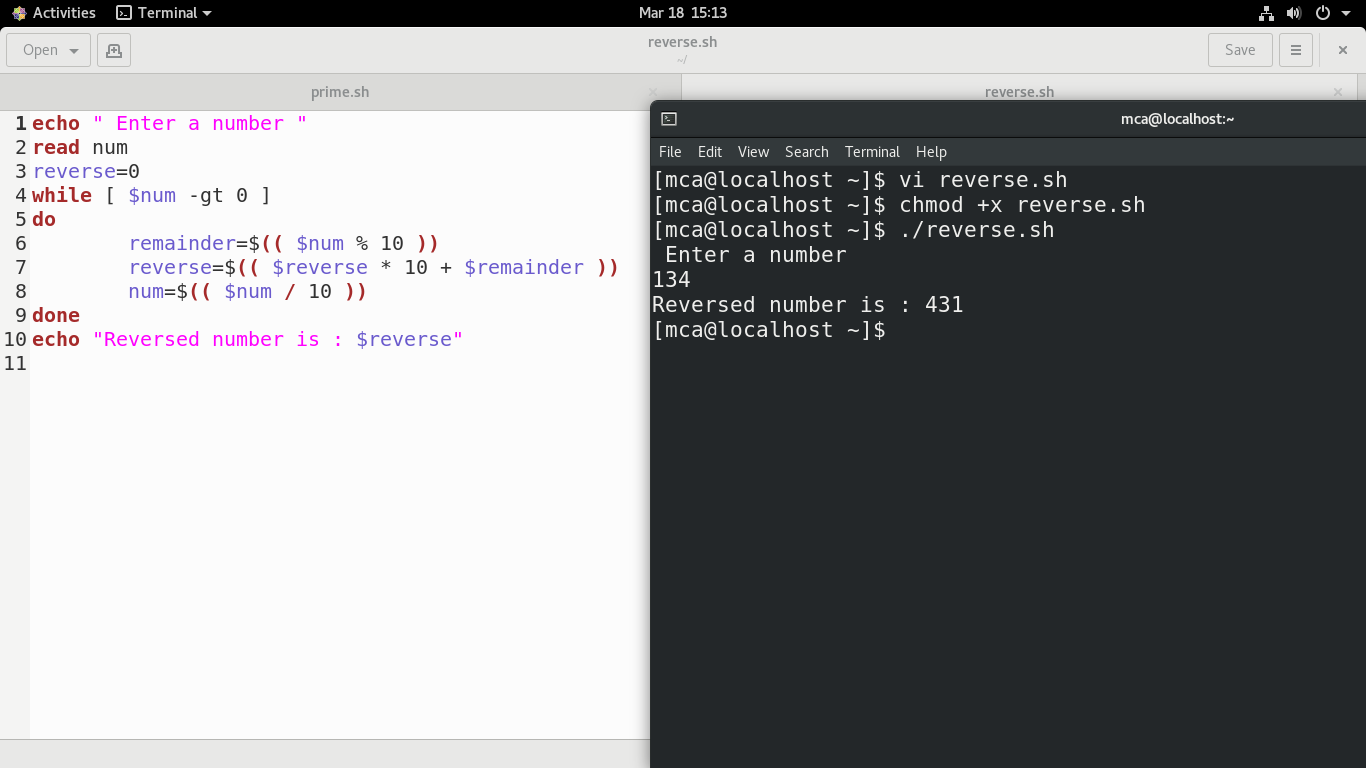 Activities Terminal Mar 18 15:13
Open reverse.sh Save
~/
prime.sh reverse.sh
1 echo " Enter a number "
2 read num
3 reverse=0
4 while [ $num -gt 0 ]
5 do
6 remainder=$(( $num % 10 ))
7 reverse=$(( $reverse * 10 + $remainder ))
8 num=$(( $num / 10 ))
9 done
10 echo "Reversed number is : $reverse"
11
mca@localhost:~
File Edit View Search Terminal Help
[mca@localhost ~]$ vi reverse.sh
[mca@localhost ~]$ chmod +x reverse.sh
[mca@localhost ~]$ ./reverse.sh
 Enter a number
134
Reversed number is : 431
[mca@localhost ~]$